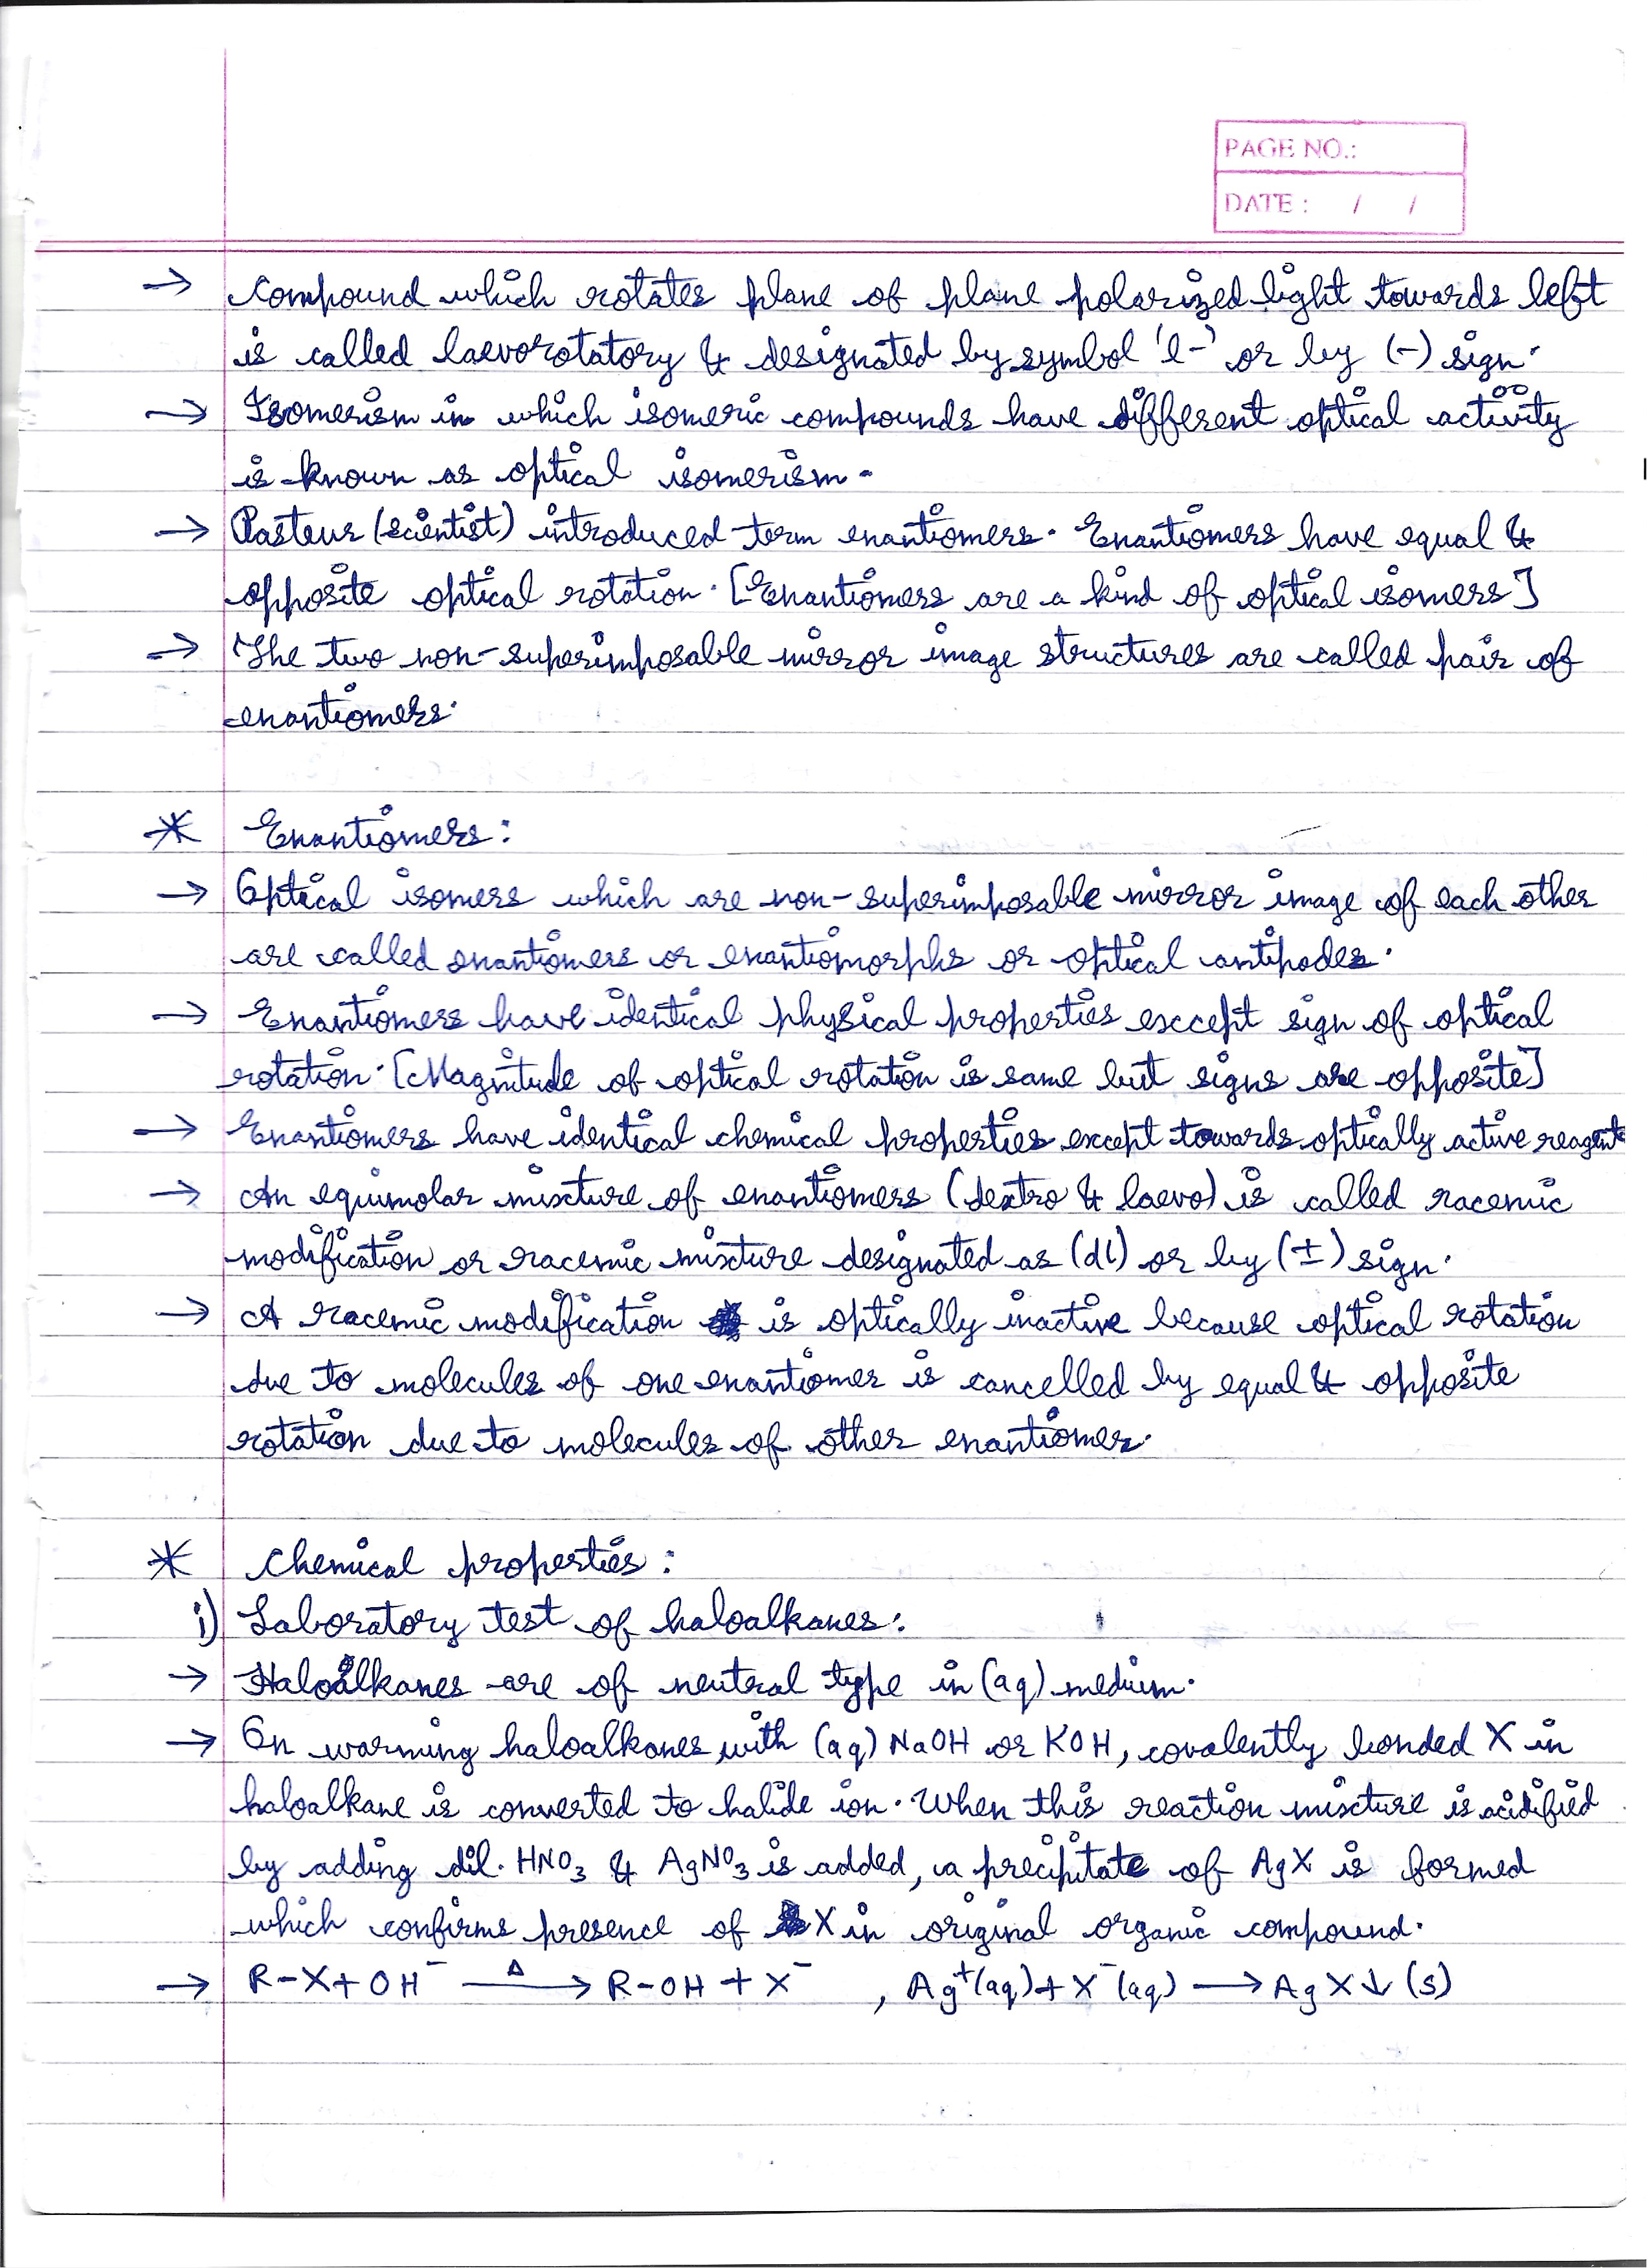 PAGE NO.:
DATE : / /
→ Compound which rotates plane of plane polarized light towards left
is called laevorotatory & designated by symbol 'l-' or by (-) sign.
→ Isomerism in which isomeric compounds have different optical activity
is known as optical isomerism.
→ Pasteur (scientist) introduced term enantiomers. Enantiomers have equal &
opposite optical rotation. [Enantiomers are a kind of optical isomers]
→ The two non-superimposable mirror image structures are called pair of
enantiomers.
* Enantiomers:
→ Optical isomers which are non-superimposable mirror image of each other
are called enantiomers or enantiomorphs or optical antipodes.
→ Enantiomers have identical physical properties except sign of optical
rotation. [Magnitude of optical rotation is same but signs are opposite]
→ Enantiomers have identical chemical properties except towards optically active reagent
→ An equimolar mixture of enantiomers (dextro & laevo) is called racemic
modification or racemic mixture designated as (dl) or by (±) sign.
→ A racemic modification is optically inactive because optical rotation
due to molecules of one enantiomer is cancelled by equal & opposite
rotation due to molecules of other enantiomer.
* Chemical properties:
i) Laboratory test of haloalkanes:
→ Haloalkanes are of neutral type in (aq) medium.
→ On warming haloalkanes with (aq) NaOH or KOH, covalently bonded X in
haloalkane is converted to halide ion. When this reaction mixture is acidified
by adding dil. HNO₃ & AgNO₃ is added, a precipitate of AgX is formed
which confirms presence of X in original organic compound.
→ R-X + OH⁻ —Δ→ R-OH + X⁻ , Ag⁺(aq) + X⁻(aq) → AgX↓ (s)